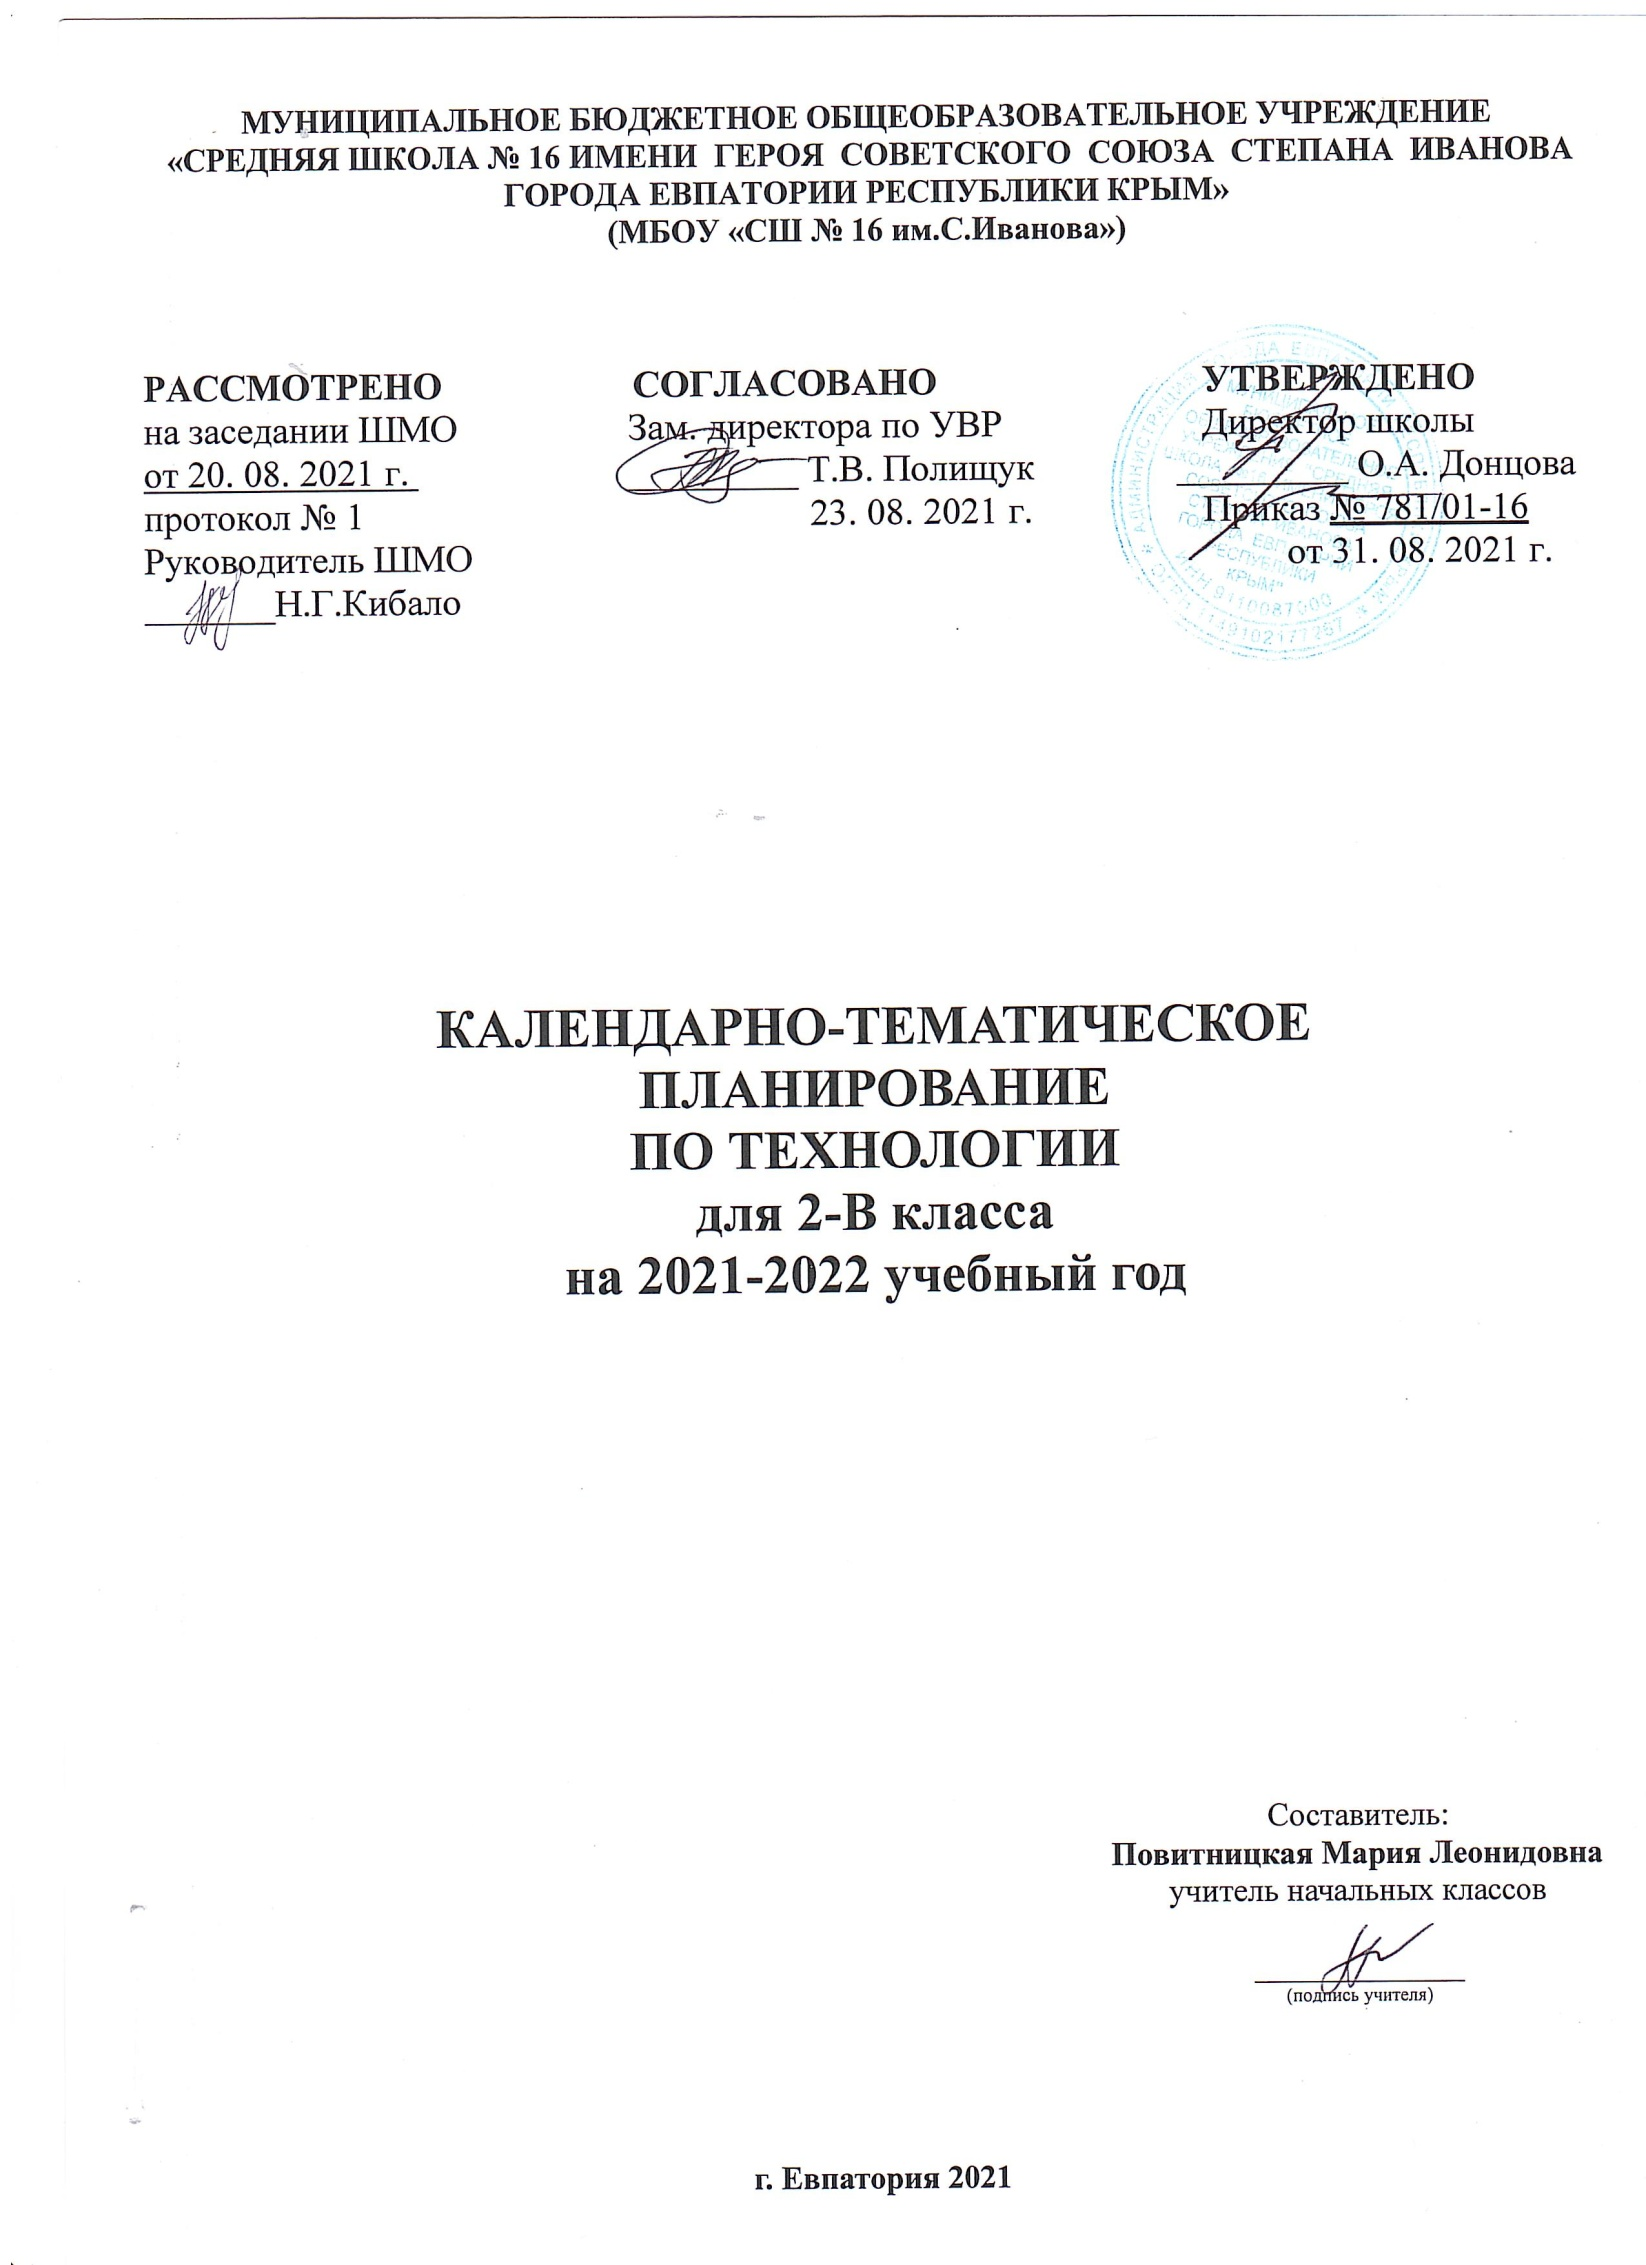 МУНИЦИПАЛЬНОЕ БЮДЖЕТНОЕ ОБЩЕОБРАЗОВАТЕЛЬНОЕ УЧРЕЖДЕНИЕ
«СРЕДНЯЯ ШКОЛА № 16 ИМЕНИ ГЕРОЯ СОВЕТСКОГО СОЮЗА СТЕПАНА ИВАНОВА
ГОРОДА ЕВПАТОРИИ РЕСПУБЛИКИ КРЫМ»
(МБОУ «СШ № 16 им.С.Иванова»)
РАССМОТРЕНО
на заседании ШМО
от 20. 08. 2021 г.
протокол № 1
Руководитель ШМО
Н.Г.Кибало
СОГЛАСОВАНО
Зам. директора по УВР
Т.В. Полищук
23. 08. 2021 г.
УТВЕРЖДЕНО
Директор школы
О.А. Донцова
Приказ № 781/01-16
от 31. 08. 2021 г.
КАЛЕНДАРНО-ТЕМАТИЧЕСКОЕ
ПЛАНИРОВАНИЕ
ПО ТЕХНОЛОГИИ
для 2-В класса
на 2021-2022 учебный год
Составитель:
Повитницкая Мария Леонидовна
учитель начальных классов
(подпись учителя)
г. Евпатория 2021